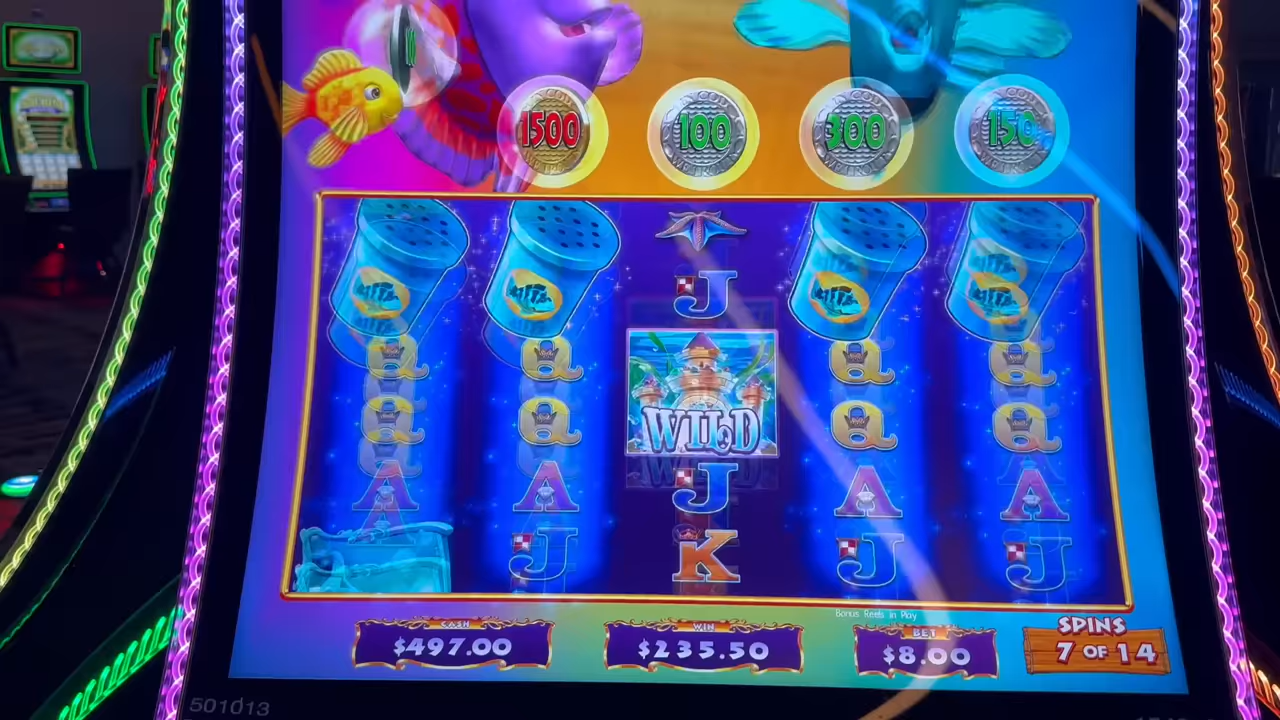 1500 100 300 150
J
Q Q Q Q
WILD
Q Q Q Q
A A J A A
J K J J
Bonus Reels in Play
CASH WIN BET SPINS
$497.00 $235.50 $8.00 7 OF 14
501013